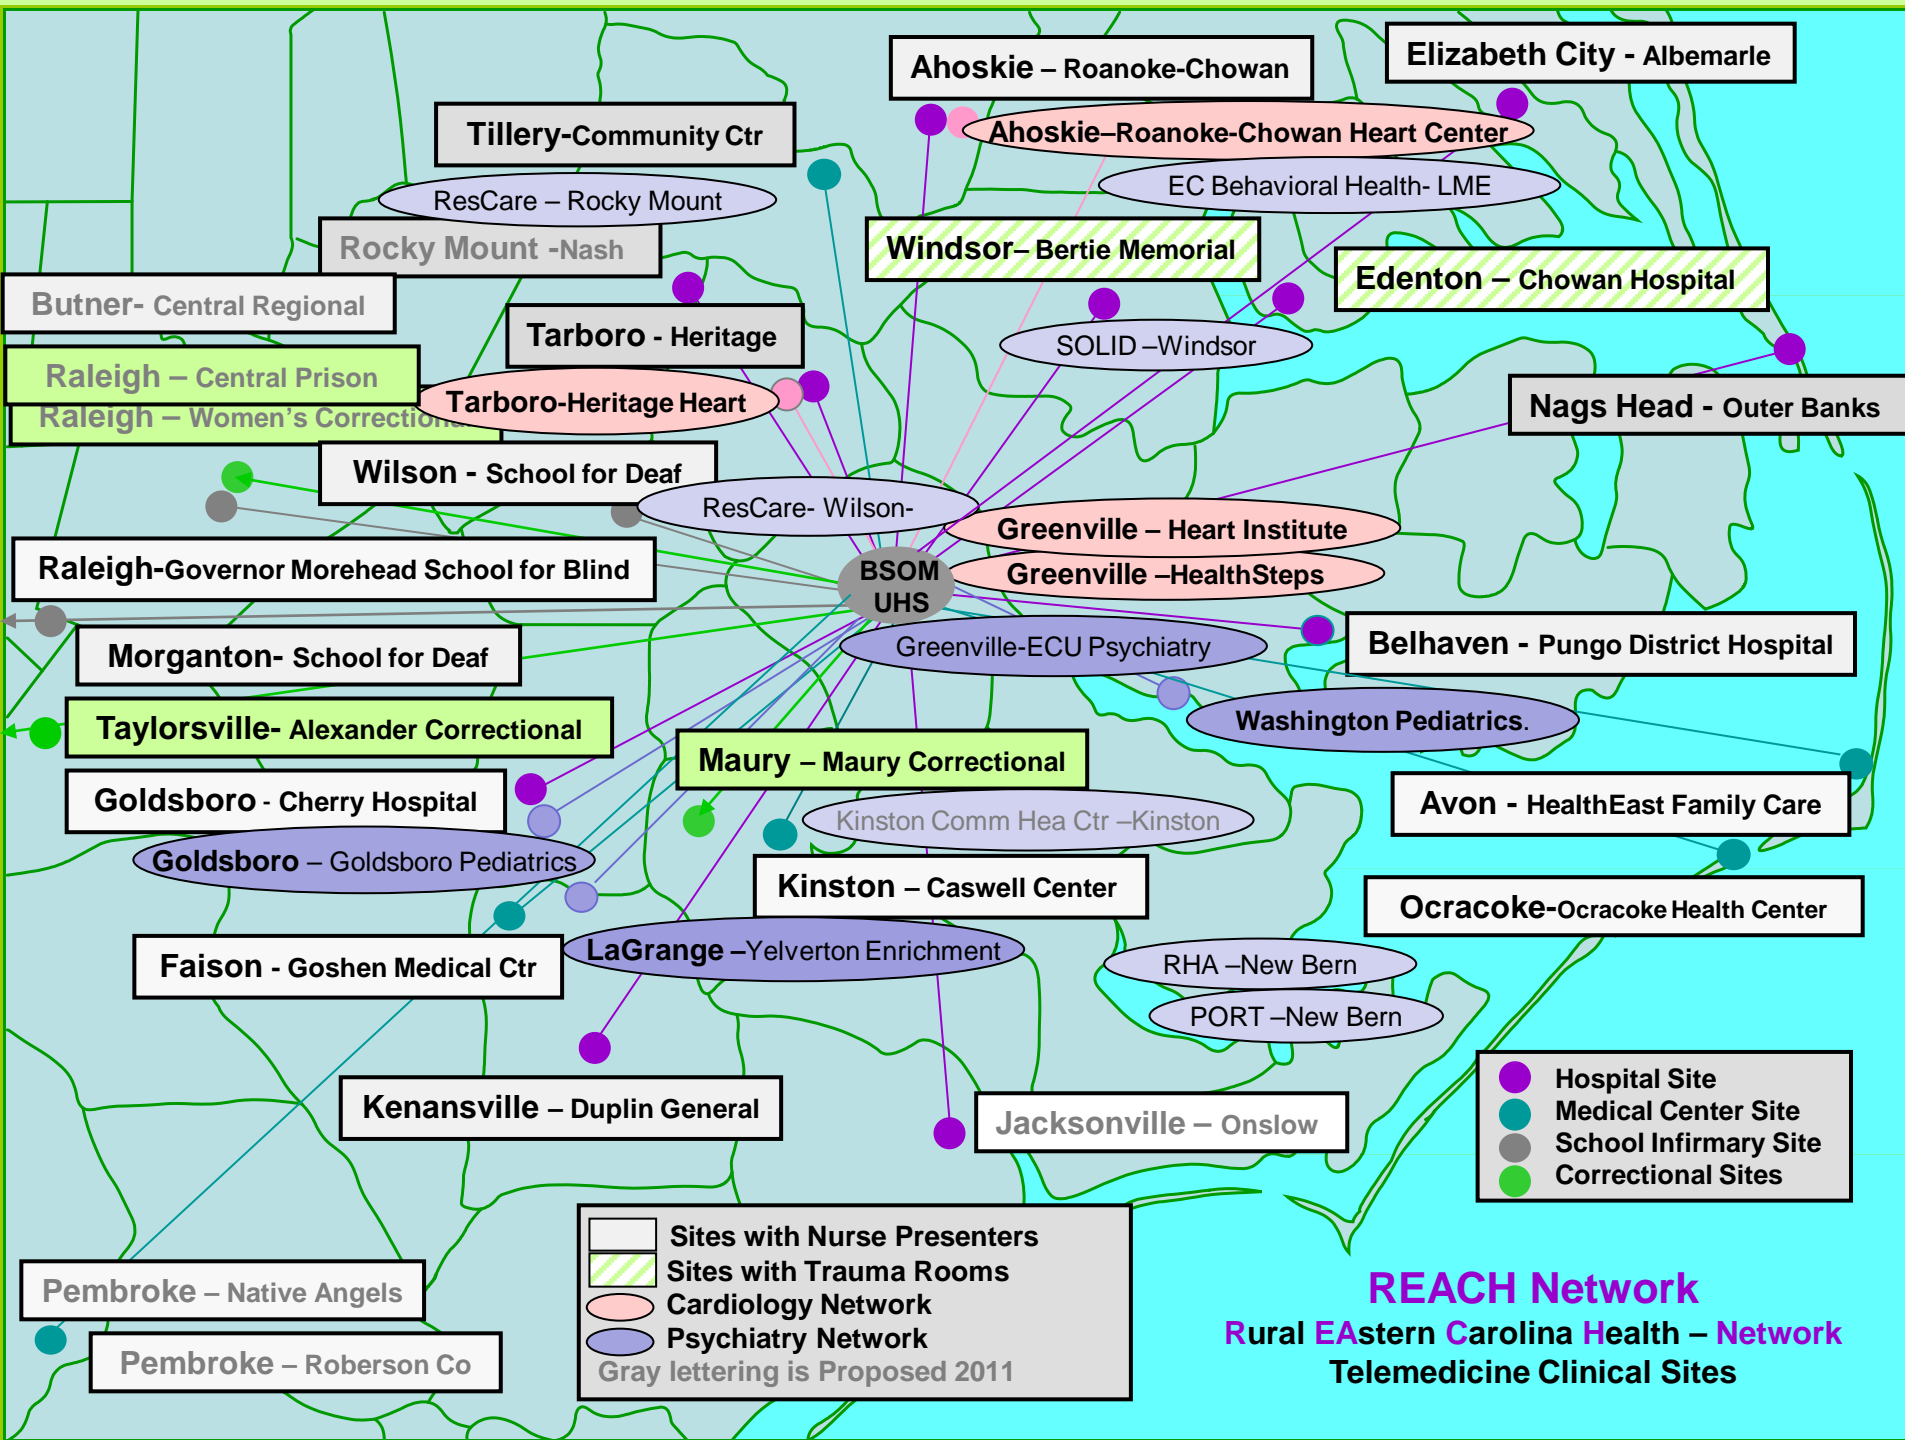 Elizabeth City - Albemarle
Ahoskie – Roanoke-Chowan
Tillery-Community Ctr
Ahoskie–Roanoke-Chowan Heart Center
EC Behavioral Health- LME
ResCare – Rocky Mount
Rocky Mount -Nash
Windsor– Bertie Memorial
Edenton – Chowan Hospital
Butner- Central Regional
Tarboro - Heritage
SOLID –Windsor
Raleigh – Central Prison
Raleigh – Women's Correctio
Tarboro-Heritage Heart
Nags Head - Outer Banks
Wilson - School for Deaf
ResCare- Wilson-
Greenville – Heart Institute
Raleigh-Governor Morehead School for Blind
BSOM
UHS
Greenville –HealthSteps
Greenville-ECU Psychiatry
Belhaven - Pungo District Hospital
Morganton- School for Deaf
Washington Pediatrics.
Taylorsville- Alexander Correctional
Maury – Maury Correctional
Goldsboro - Cherry Hospital
Avon - HealthEast Family Care
Kinston Comm Hea Ctr –Kinston
Goldsboro – Goldsboro Pediatrics
Kinston – Caswell Center
Ocracoke-Ocracoke Health Center
Faison - Goshen Medical Ctr
LaGrange –Yelverton Enrichment
RHA –New Bern
PORT –New Bern
Kenansville – Duplin General
Jacksonville – Onslow
Hospital Site
Medical Center Site
School Infirmary Site
Correctional Sites
Sites with Nurse Presenters
Sites with Trauma Rooms
Cardiology Network
Psychiatry Network
Gray lettering is Proposed 2011
Pembroke – Native Angels
Pembroke – Roberson Co
REACH Network
Rural EAstern Carolina Health – Network
Telemedicine Clinical Sites